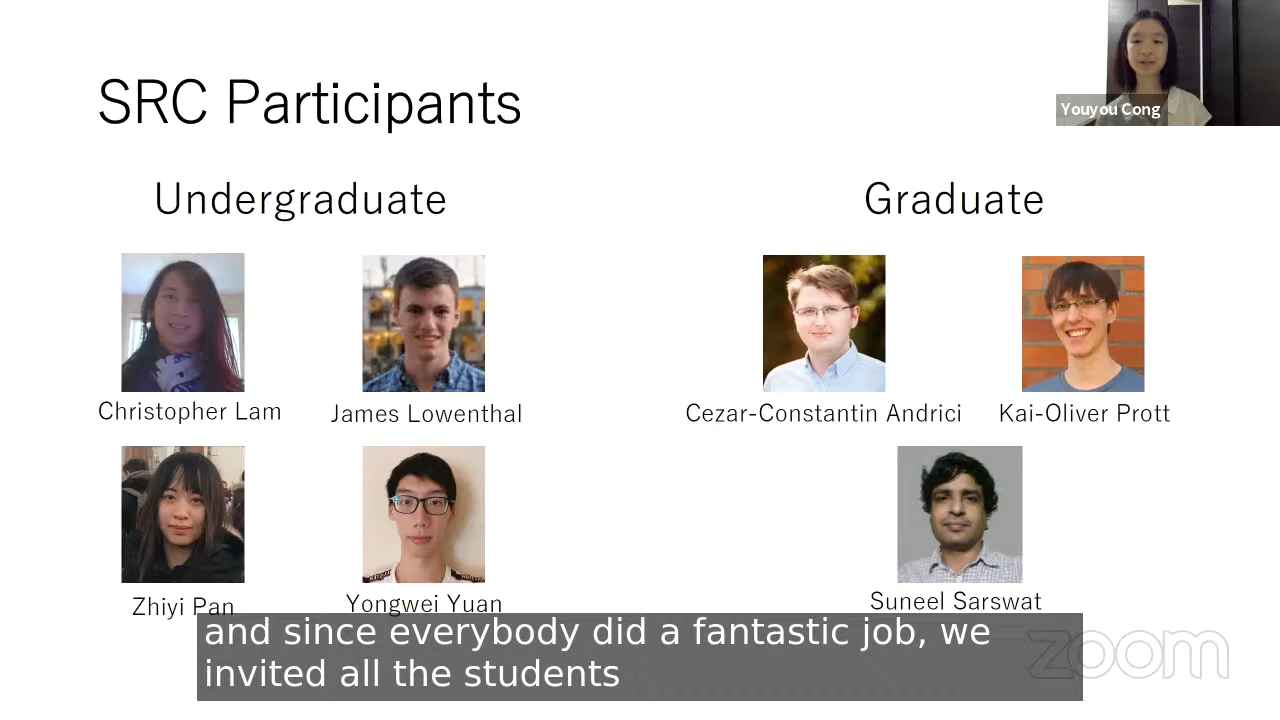 SRC Participants
Youyou Cong
Undergraduate
Graduate
Christopher Lam
James Lowenthal
Cezar-Constantin Andrici
Kai-Oliver Prott
Zhiyi Pan
Yongwei Yuan
Suneel Sarswat
and since everybody did a fantastic job, we
invited all the students
zoom